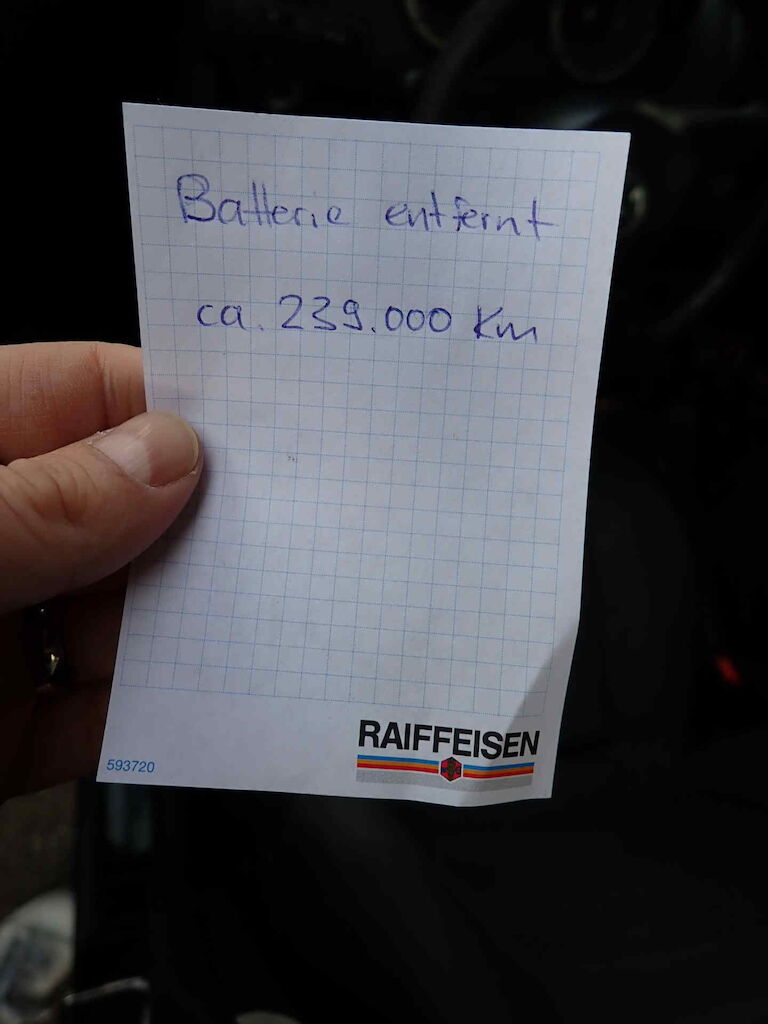 Batterie entfernt
ca. 239.000 Km
RAIFFEISEN
593720